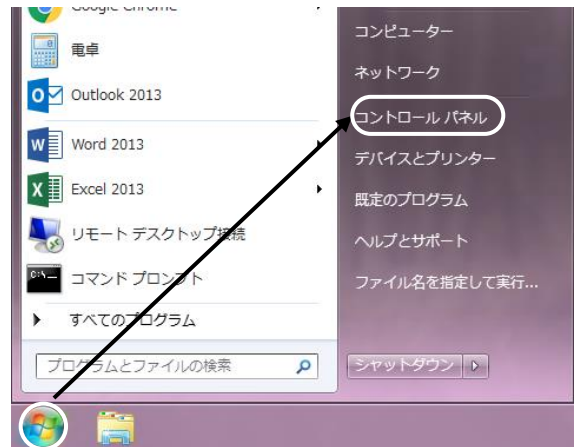 Google Chrome
電卓
Outlook 2013
Word 2013
Excel 2013
リモート デスクトップ接続
コマンド プロンプト
すべてのプログラム
プログラムとファイルの検索
コンピューター
ネットワーク
コントロール パネル
デバイスとプリンター
既定のプログラム
ヘルプとサポート
ファイル名を指定して実行...
シャットダウン